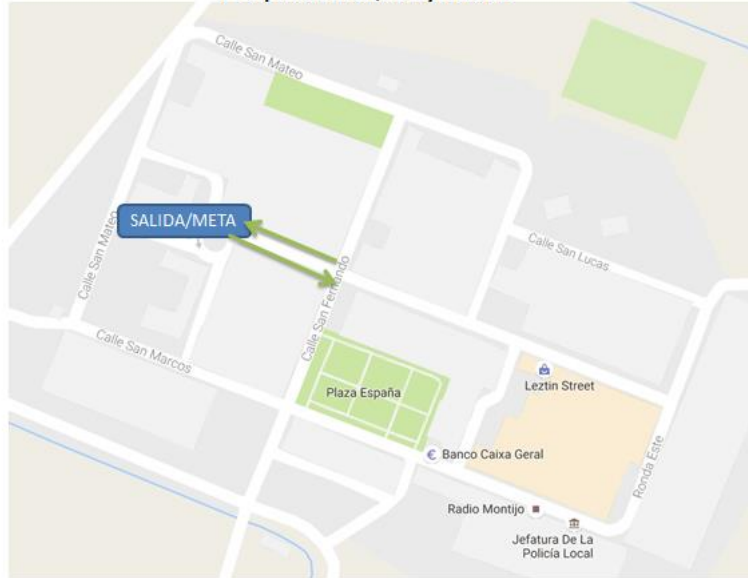 Calle San Mateo
SALIDA/META
Calle San Mateo
Calle San Lucas
Calle San Fernando
Calle San Marcos
Plaza España
Leztin Street
Banco Caixa Geral
Ronda Este
Radio Montijo
Jefatura De La
Policía Local